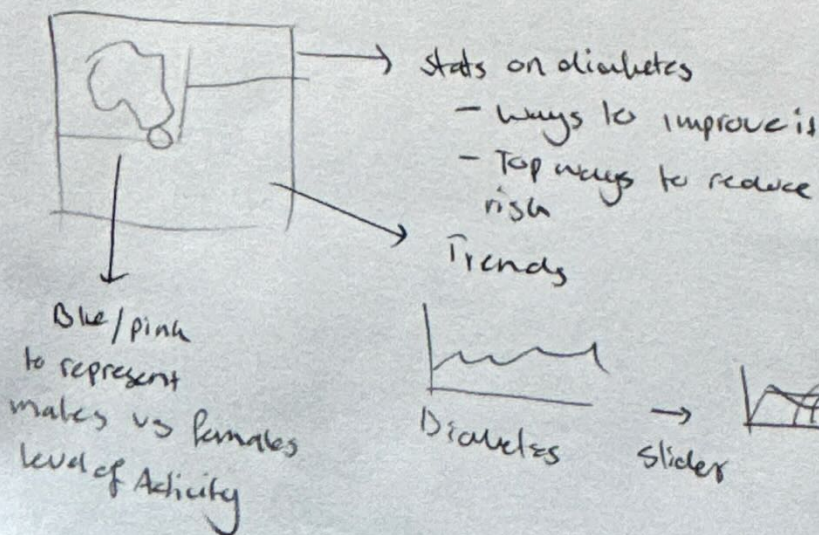 stats on diabetes
- ways to improve it
- Top ways to reduce
risk
Trends
Blue/pink
to represent
males vs females
level of Activity
Diabetes
→ slider